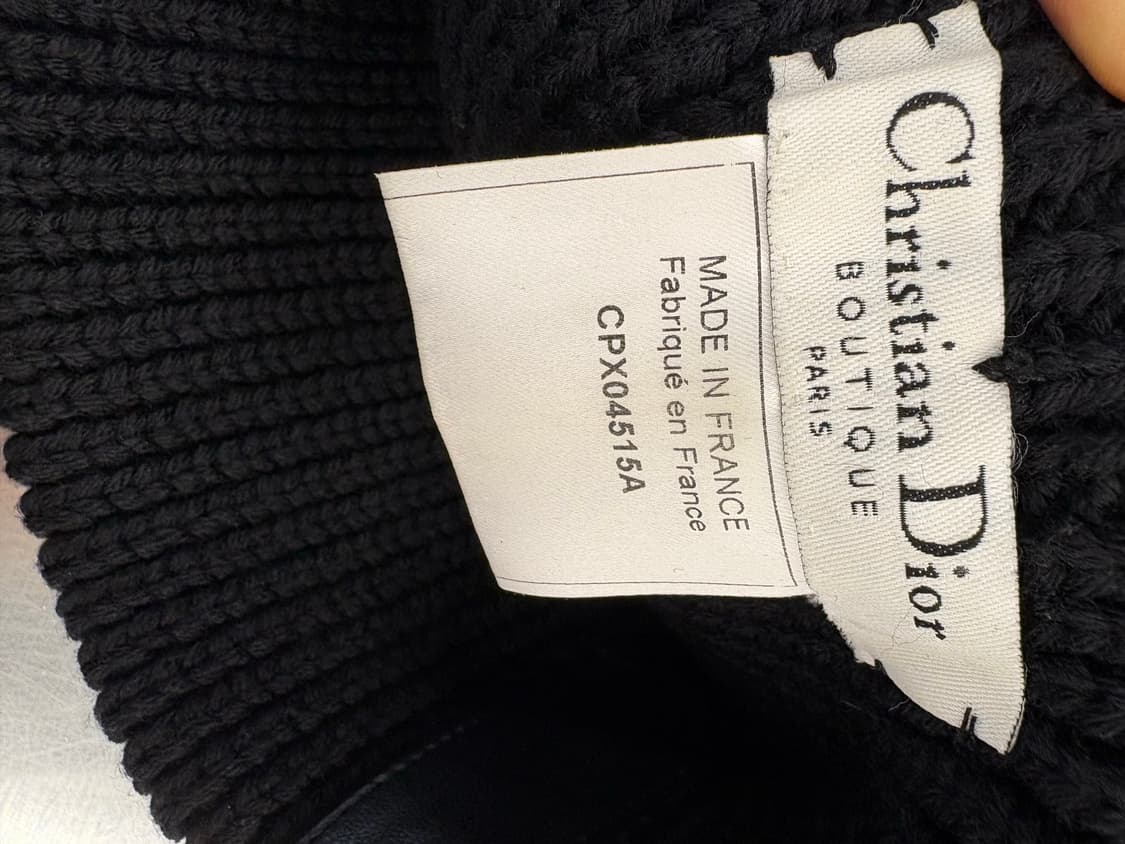 Christian Dior
BOUTIQUE
PARIS
MADE IN FRANCE
Fabriqué en France
CPX04515A